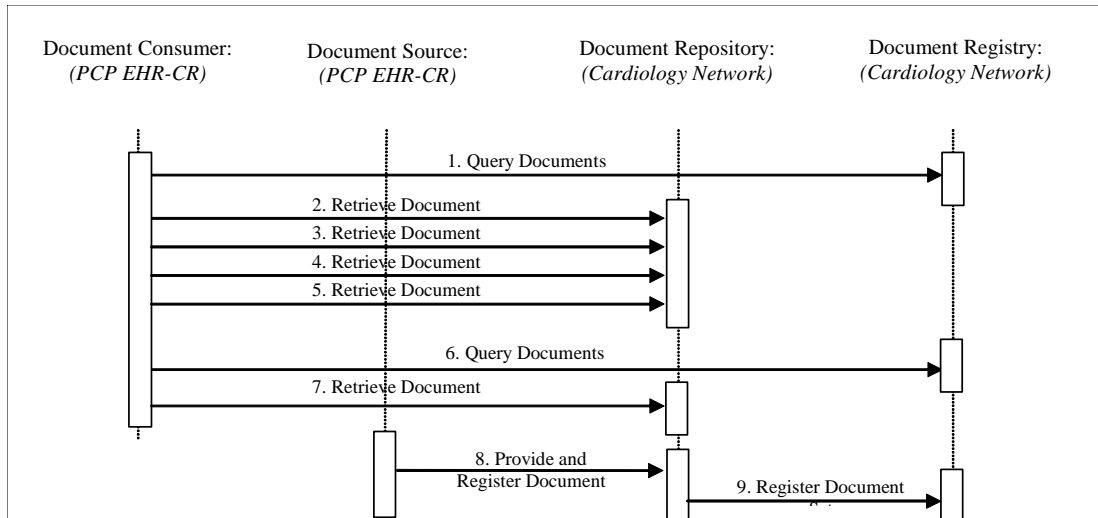 Document Consumer:
(PCP EHR-CR)
Document Source:
(PCP EHR-CR)
Document Repository:
(Cardiology Network)
Document Registry:
(Cardiology Network)
1. Query Documents
2. Retrieve Document
3. Retrieve Document
4. Retrieve Document
5. Retrieve Document
6. Query Documents
7. Retrieve Document
8. Provide and
Register Document
9. Register Document